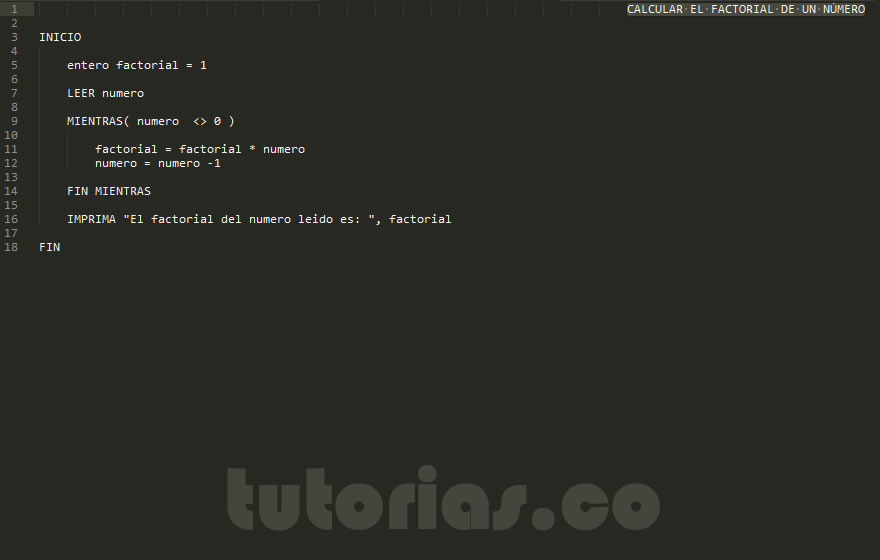 1 CALCULAR EL FACTORIAL DE UN NÚMERO
2
3 INICIO
4
5 entero factorial = 1
6
7 LEER numero
8
9 MIENTRAS( numero  <> 0 )
10
11 factorial = factorial * numero
12 numero = numero -1
13
14 FIN MIENTRAS
15
16 IMPRIMA "El factorial del numero leido es: ", factorial
17
18 FIN
tutorias.co